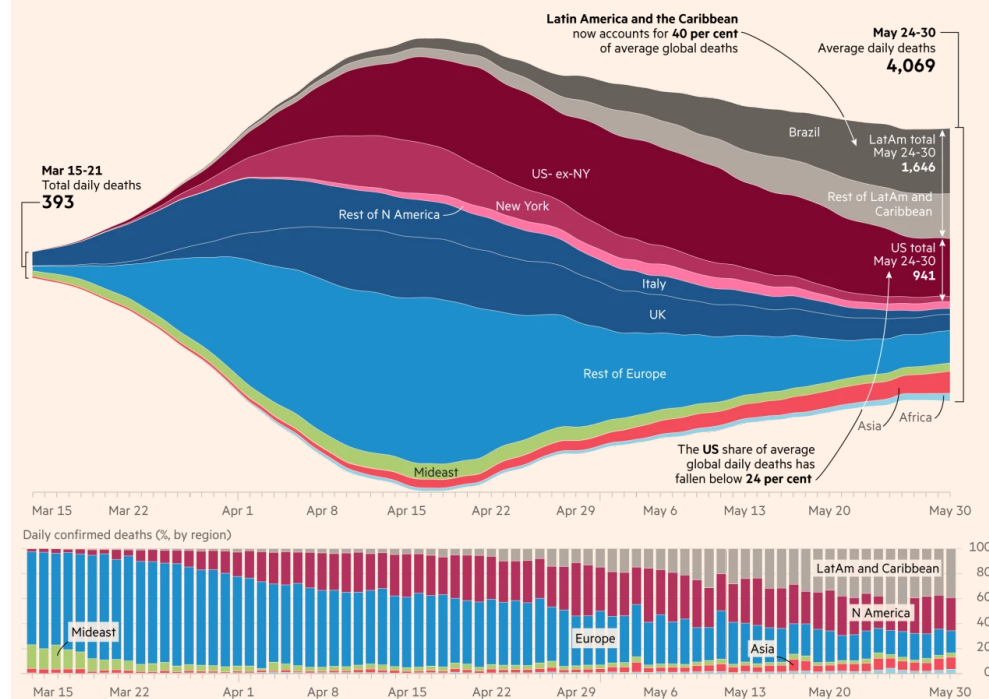 Latin America and the Caribbean
now accounts for 40 per cent
of average global deaths
May 24-30
Average daily deaths
4,069
Mar 15-21
Total daily deaths
393
Brazil
LatAm total
May 24-30
1,646
Rest of LatAm and
Caribbean
US- ex-NY
New York
Rest of N America
US total
May 24-30
941
Italy
UK
Rest of Europe
Mideast
Asia
Africa
The US share of average
global daily deaths has
fallen below 24 per cent
Mar 15
Mar 22
Apr 1
Apr 8
Apr 15
Apr 22
Apr 29
May 6
May 13
May 20
May 30
Daily confirmed deaths (%, by region)
LatAm and Caribbean
N America
Mideast
Europe
Asia
Mar 15
Mar 22
Apr 1
Apr 8
Apr 15
Apr 22
Apr 29
May 6
May 13
May 20
May 30